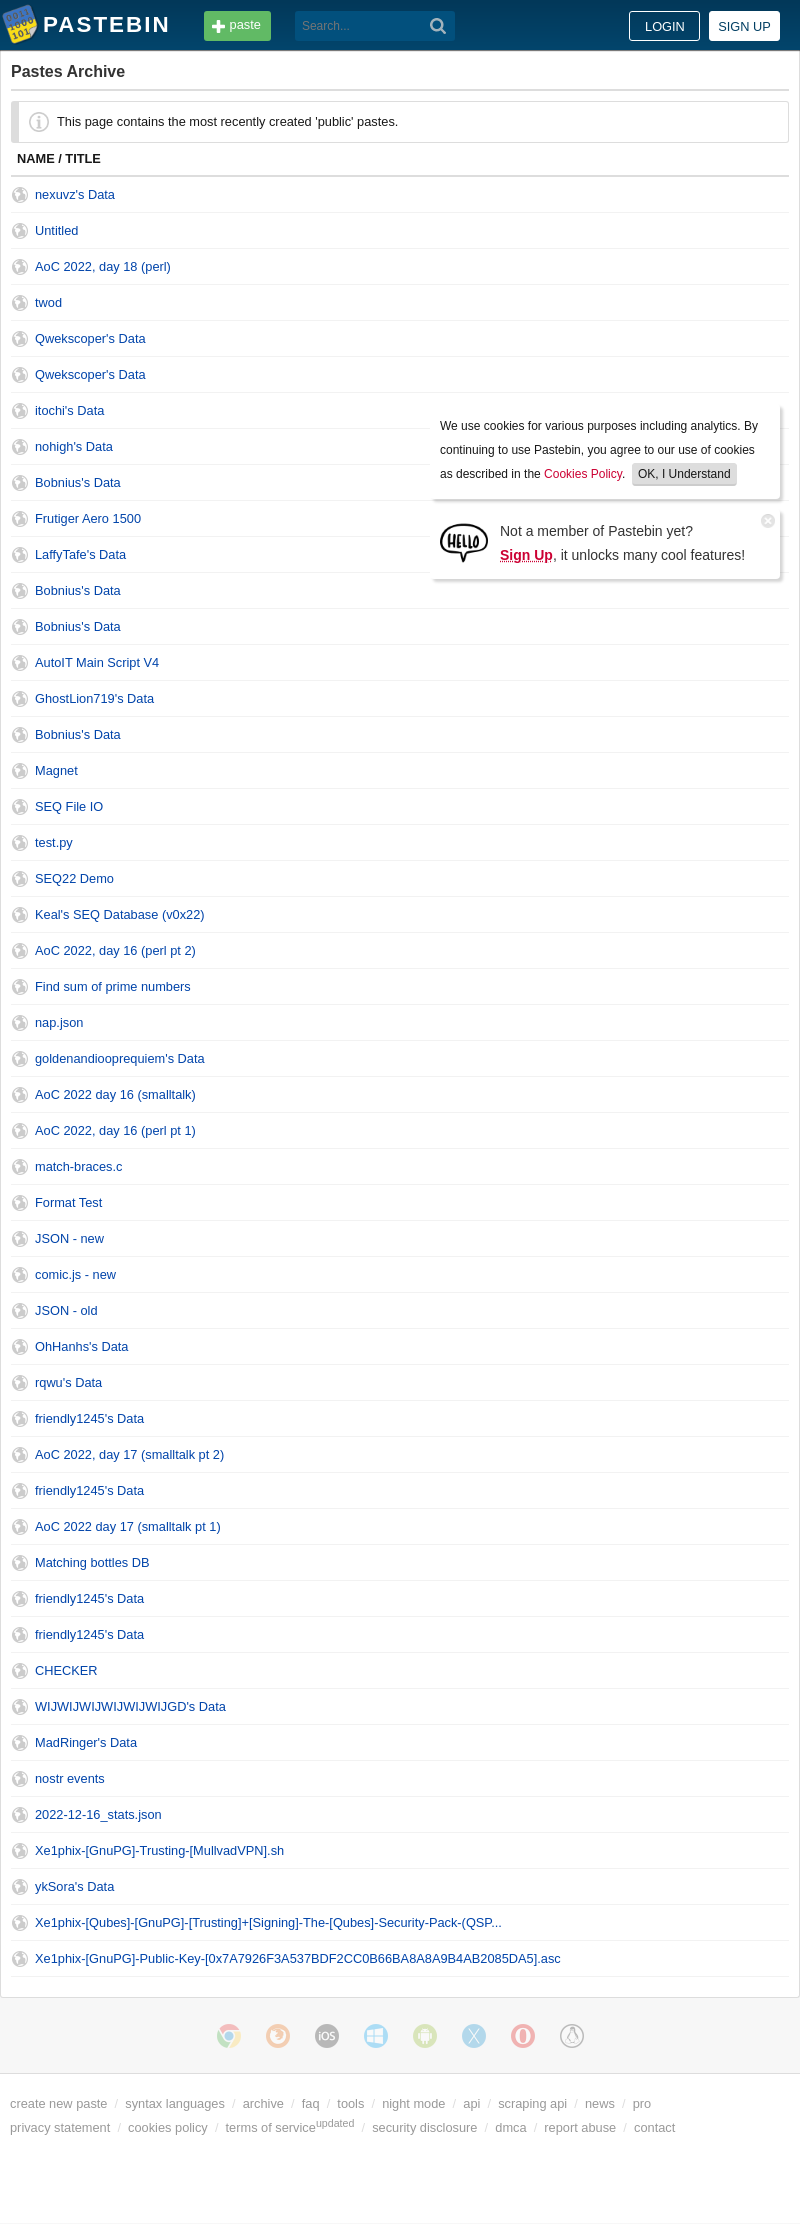 PASTEBIN
paste
Search...
LOGIN
SIGN UP
Pastes Archive
This page contains the most recently created 'public' pastes.
NAME / TITLE
nexuvz's Data
Untitled
AoC 2022, day 18 (perl)
twod
Qwekscoper's Data
Qwekscoper's Data
itochi's Data
nohigh's Data
Bobnius's Data
Frutiger Aero 1500
LaffyTafe's Data
We use cookies for various purposes including analytics. By
continuing to use Pastebin, you agree to our use of cookies
as described in the Cookies Policy. OK, I Understand
HELLO
Not a member of Pastebin yet?
Sign Up, it unlocks many cool features!
Bobnius's Data
Bobnius's Data
AutoIT Main Script V4
GhostLion719's Data
Bobnius's Data
Magnet
SEQ File IO
test.py
SEQ22 Demo
Keal's SEQ Database (v0x22)
AoC 2022, day 16 (perl pt 2)
Find sum of prime numbers
nap.json
goldenandiooprequiem's Data
AoC 2022 day 16 (smalltalk)
AoC 2022, day 16 (perl pt 1)
match-braces.c
Format Test
JSON - new
comic.js - new
JSON - old
OhHanhs's Data
rqwu's Data
friendly1245's Data
AoC 2022, day 17 (smalltalk pt 2)
friendly1245's Data
AoC 2022 day 17 (smalltalk pt 1)
Matching bottles DB
friendly1245's Data
friendly1245's Data
CHECKER
WIJWIJWIJWIJWIJWIJGD's Data
MadRinger's Data
nostr events
2022-12-16_stats.json
Xe1phix-[GnuPG]-Trusting-[MullvadVPN].sh
ykSora's Data
Xe1phix-[Qubes]-[GnuPG]-[Trusting]+[Signing]-The-[Qubes]-Security-Pack-(QSP...
Xe1phix-[GnuPG]-Public-Key-[0x7A7926F3A537BDF2CC0B66BA8A8A9B4AB2085DA5].asc
iOS
create new paste / syntax languages / archive / faq / tools / night mode / api / scraping api / news / pro
privacy statement / cookies policy / terms of service updated / security disclosure / dmca / report abuse / contact